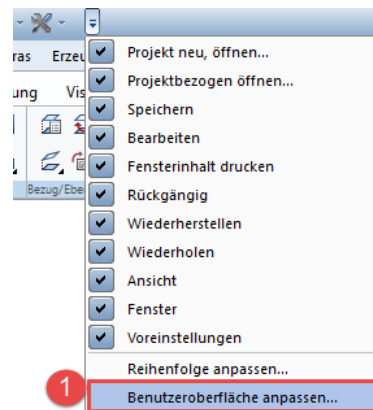 ras Erzeu
ung Vis
Bezug/Ebe
Projekt neu, öffnen...
Projektbezogen öffnen...
Speichern
Bearbeiten
Fensterinhalt drucken
Rückgängig
Wiederherstellen
Wiederholen
Ansicht
Fenster
Voreinstellungen
Reihenfolge anpassen...
1 Benutzeroberfläche anpassen...